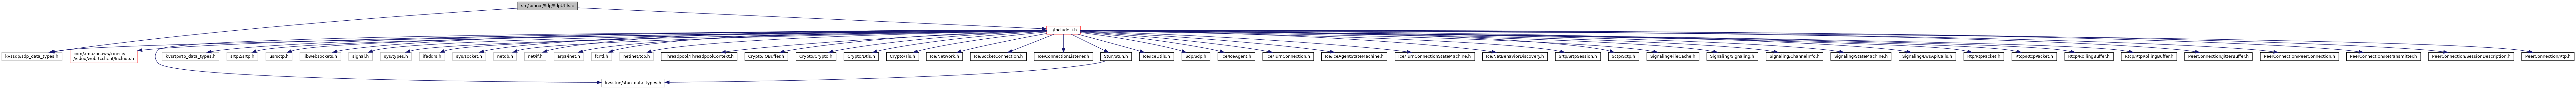 src/source/Sdp/SdpUtils.c
../Include_i.h
kvssdp/sdp_data_types.h
com/amazonaws/kinesis
/video/webrtcclient/Include.h
kvsrtp/rtp_data_types.h
srtp2/srtp.h
usrsctp.h
libwebsockets.h
signal.h
sys/types.h
ifaddrs.h
sys/socket.h
netdb.h
net/if.h
arpa/inet.h
fcntl.h
netinet/tcp.h
Threadpool/ThreadpoolContext.h
Crypto/IOBuffer.h
Crypto/Crypto.h
Crypto/Dtls.h
Crypto/Tls.h
Ice/Network.h
Ice/SocketConnection.h
Ice/ConnectionListener.h
Stun/Stun.h
Ice/IceUtils.h
Sdp/Sdp.h
Ice/IceAgent.h
Ice/TurnConnection.h
Ice/IceAgentStateMachine.h
Ice/TurnConnectionStateMachine.h
Ice/NatBehaviorDiscovery.h
Srtp/SrtpSession.h
Sctp/Sctp.h
Signaling/FileCache.h
Signaling/Signaling.h
Signaling/ChannelInfo.h
Signaling/StateMachine.h
Signaling/LwsApiCalls.h
Rtp/RtpPacket.h
Rtcp/RtcpPacket.h
Rtcp/RollingBuffer.h
Rtcp/RtpRollingBuffer.h
PeerConnection/JitterBuffer.h
PeerConnection/PeerConnection.h
PeerConnection/Retransmitter.h
PeerConnection/SessionDescription.h
PeerConnection/Rtp.h
kvsstun/stun_data_types.h